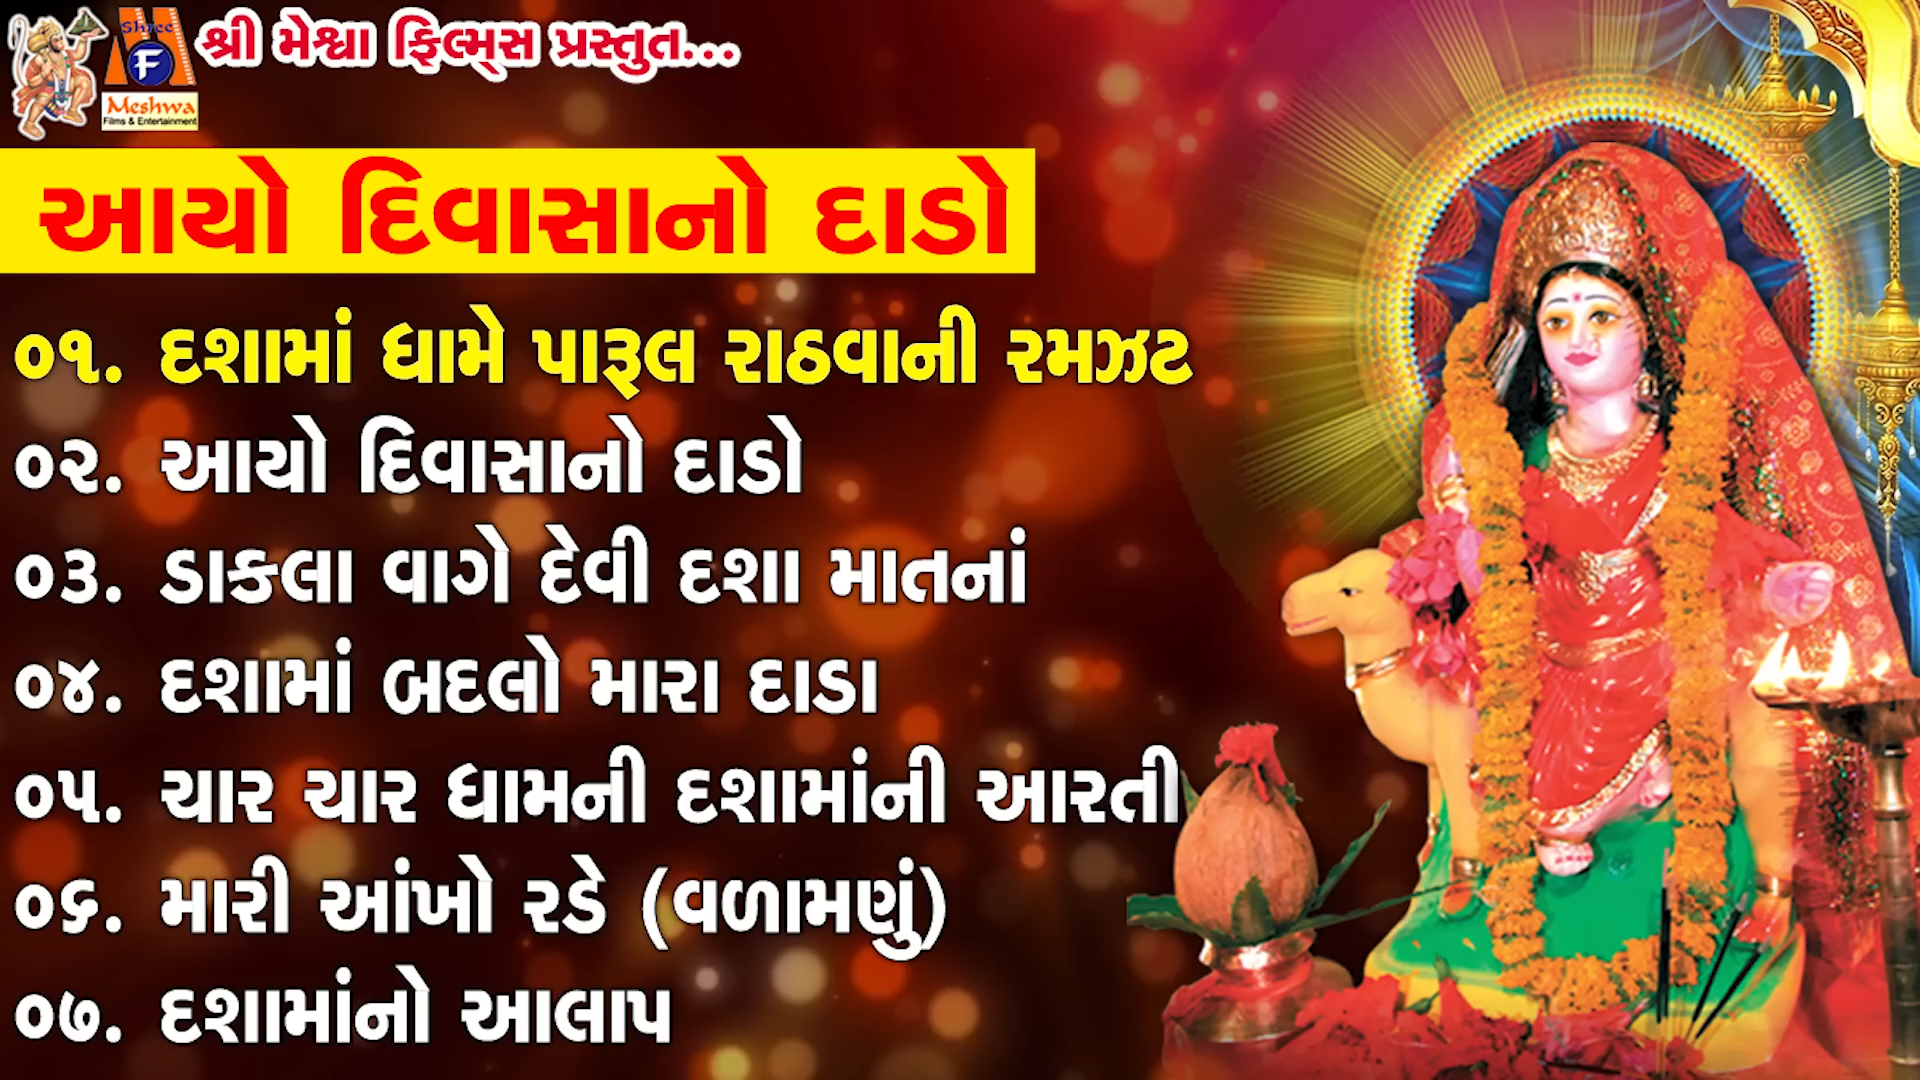 Shree
F
Meshwa
Films & Entertainment
શ્રી મેશ્વા ફિલ્મ્સ પ્રસ્તુત...
આયો દિવાસાનો દાડો
૦૧. દશામાં ધામે પારૂલ રાઠવાની રમઝટ
૦૨. આયો દિવાસાનો દાડો
૦૩. ડાકલા વાગે દેવી દશા માતનાં
૦૪. દશામાં બદલો મારા દાડા
૦૫. ચાર ચાર ધામની દશામાંની આરતી
૦૬. મારી આંખો રડે (વળામણું)
૦૭. દશામાંનો આલાપ